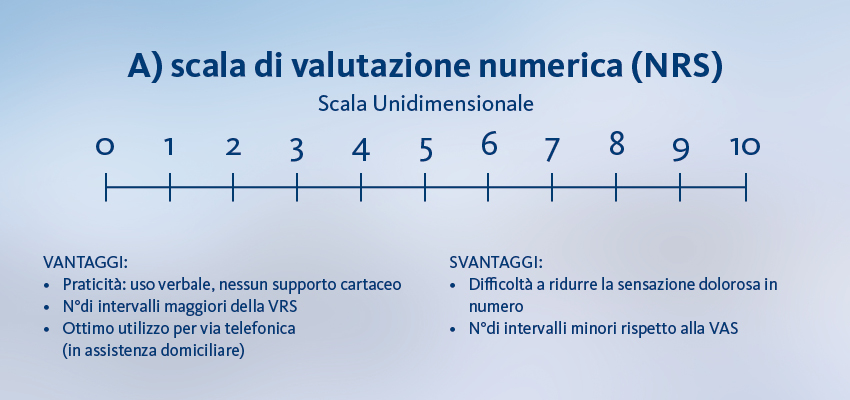 A) scala di valutazione numerica (NRS)
Scala Unidimensionale
0 1 2 3 4 5 6 7 8 9 10
VANTAGGI:
• Praticità: uso verbale, nessun supporto cartaceo
• N°di intervalli maggiori della VRS
• Ottimo utilizzo per via telefonica
(in assistenza domiciliare)
SVANTAGGI:
• Difficoltà a ridurre la sensazione dolorosa in
numero
• N°di intervalli minori rispetto alla VAS